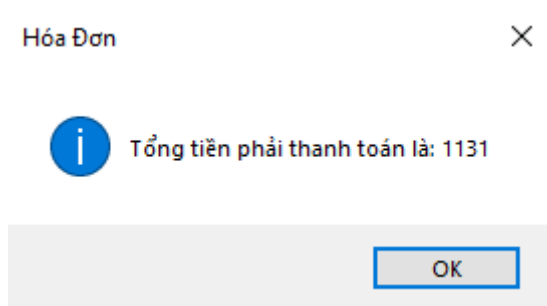 Hóa Đơn
Tổng tiền phải thanh toán là: 1131
OK